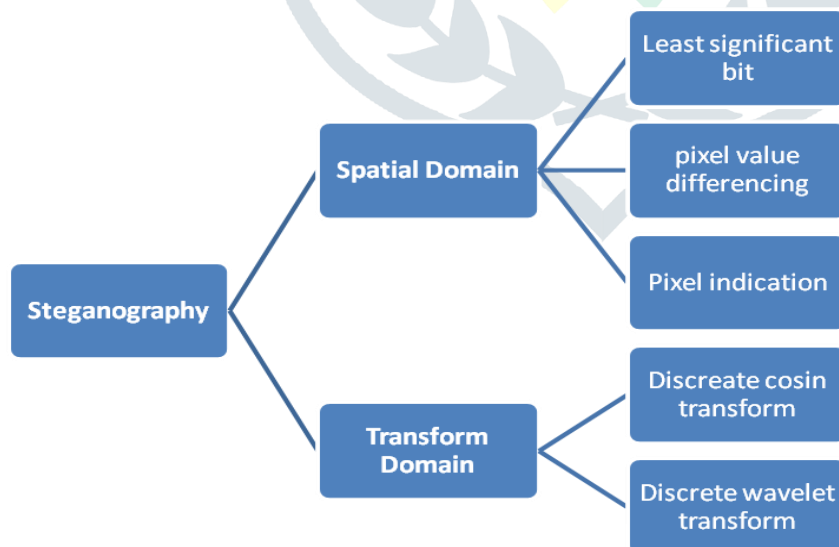 Least significant
bit
Spatial Domain
pixel value
differencing
Pixel indication
Steganography
Discreate cosin
transform
Transform
Domain
Discrete wavelet
transform